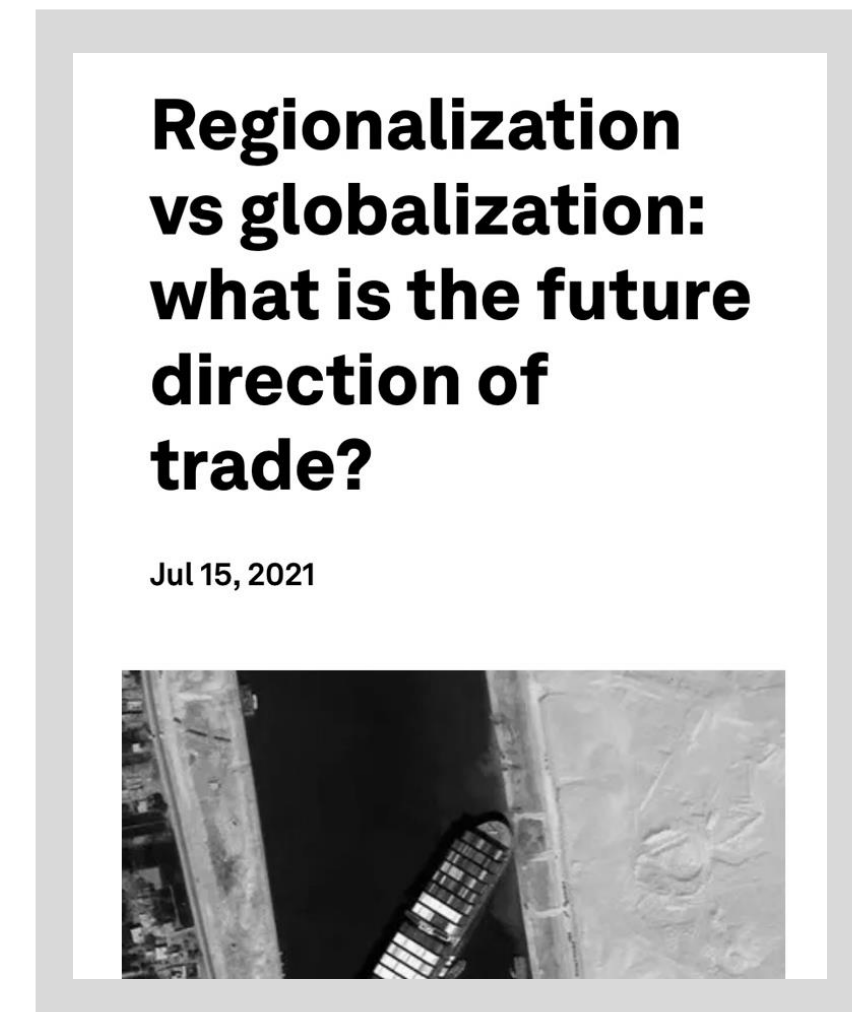 Regionalization
vs globalization:
what is the future
direction of
trade?
Jul 15, 2021